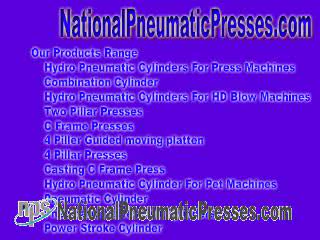 NationalPneumaticPresses.com
Our Products Range
Hydro Pneumatic Cylinders For Press Machines
Combination Cylinder
Hydro Pneumatic Cylinders For HD Blow Machines
Two Pillar Presses
C Frame Presses
4 Piller Guided moving platten
4 Pillar Presses
Casting C Frame Press
Hydro Pneumatic Cylinder For Pet Machines
Pneumatic Cylinder
NationalPneumaticPresses.com
Power Stroke Cylinder